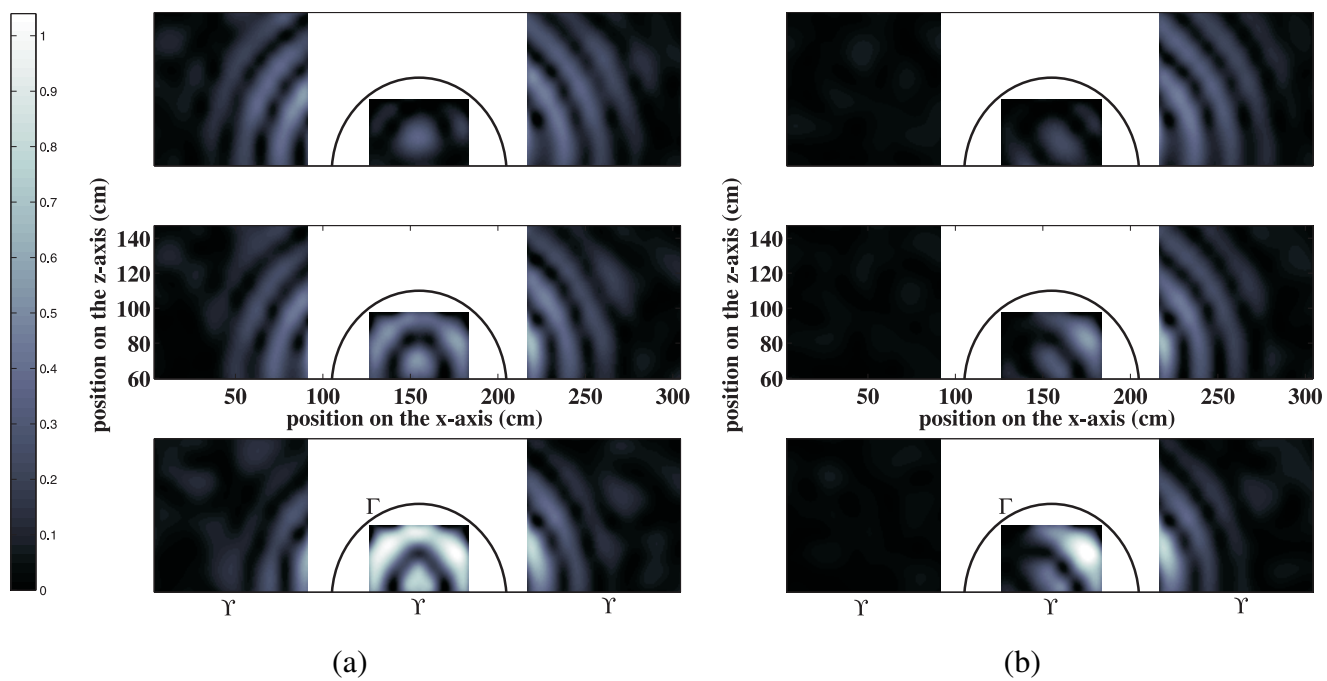 1
0.9
0.8
0.7
0.6
0.5
0.4
0.3
0.2
0.1
0
position on the z-axis (cm)
140
120
100
80
60
50 100 150 200 250 300
position on the x-axis (cm)
Γ
ϒ ϒ ϒ
(a)
position on the z-axis (cm)
140
120
100
80
60
50 100 150 200 250 300
position on the x-axis (cm)
Γ
ϒ ϒ ϒ
(b)